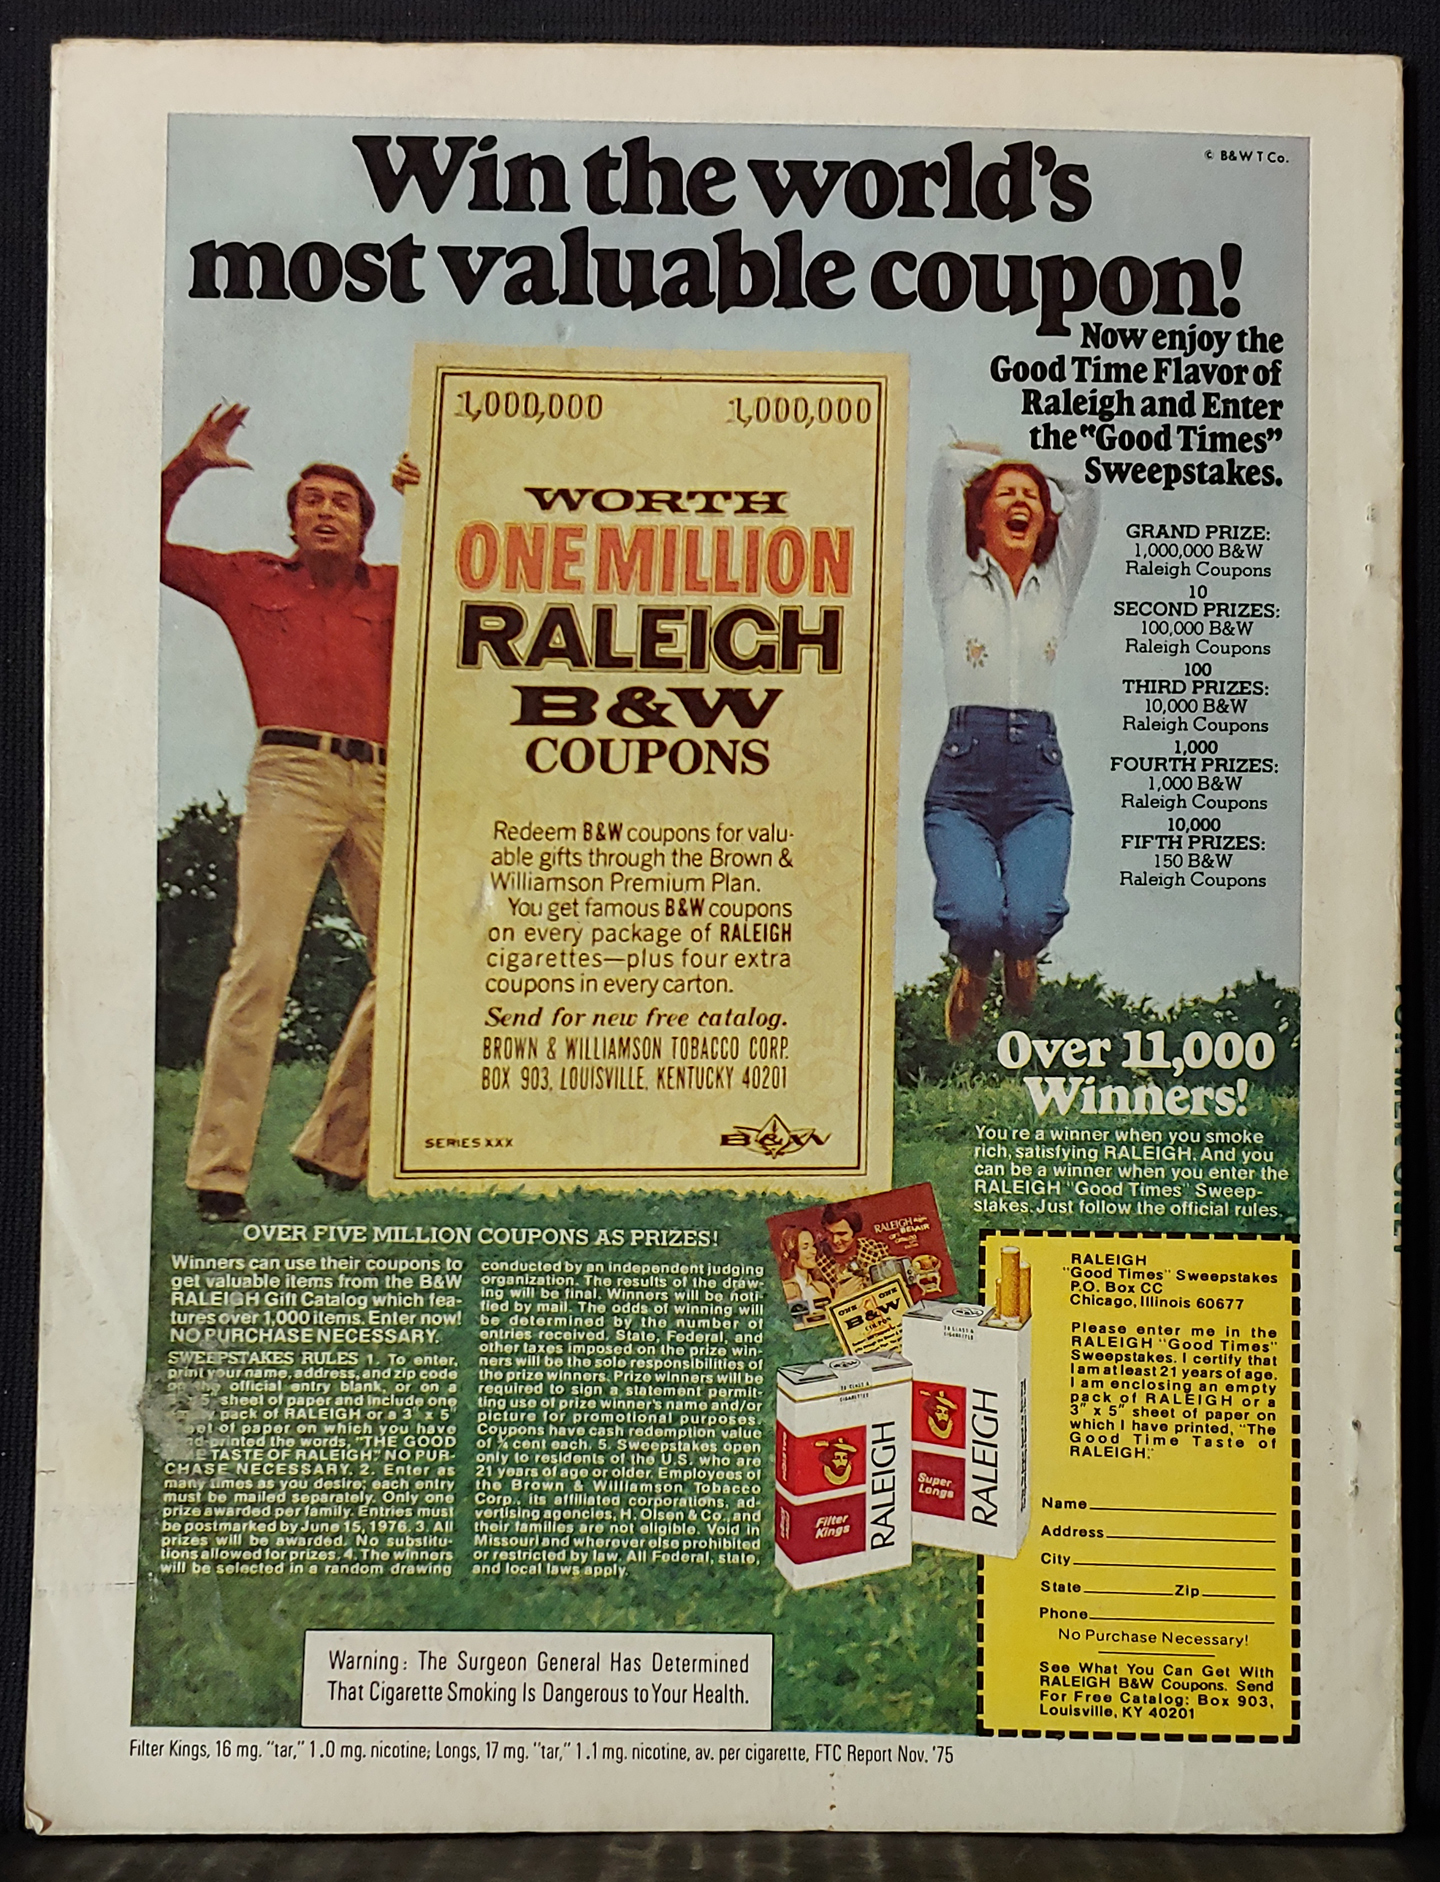 © B&W T Co.
Win the world's
most valuable coupon!
Now enjoy the
Good Time Flavor of
Raleigh and Enter
the "Good Times"
Sweepstakes.
1,000,000 1,000,000
WORTH
ONE MILLION
RALEIGH
B&W
COUPONS
Redeem B&W coupons for valu-
able gifts through the Brown &
Williamson Premium Plan.
You get famous B&W coupons
on every package of RALEIGH
cigarettes—plus four extra
coupons in every carton.
Send for new free catalog.
BROWN & WILLIAMSON TOBACCO CORP.
BOX 903, LOUISVILLE, KENTUCKY 40201
SERIES XXX
B&W
GRAND PRIZE:
1,000,000 B&W
Raleigh Coupons
10
SECOND PRIZES:
100,000 B&W
Raleigh Coupons
100
THIRD PRIZES:
10,000 B&W
Raleigh Coupons
1,000
FOURTH PRIZES:
1,000 B&W
Raleigh Coupons
10,000
FIFTH PRIZES:
150 B&W
Raleigh Coupons
Over 11,000
Winners!
You're a winner when you smoke
rich, satisfying RALEIGH. And you
can be a winner when you enter the
RALEIGH "Good Times" Sweep-
stakes. Just follow the official rules.
OVER FIVE MILLION COUPONS AS PRIZES!
Winners can use their coupons to
get valuable items from the B&W
RALEIGH Gift Catalog which fea-
tures over 1,000 items. Enter now!
NO PURCHASE NECESSARY.
SWEEPSTAKES RULES 1. To enter,
print your name, address, and zip code
official entry blank, or on a
5" sheet of paper and include one
pack of RALEIGH or a 3" x 5"
of paper on which you have
printed the words, "THE GOOD
TASTE OF RALEIGH." NO PUR-
CHASE NECESSARY. 2. Enter as
many times as you desire; each entry
must be mailed separately. Only one
prize awarded per family. Entries must
be postmarked by June 15, 1976. 3. All
prizes will be awarded. No substitu-
tions allowed for prizes. 4. The winners
will be selected in a random drawing
conducted by an independent judging
organization. The results of the draw-
ing will be final. Winners will be noti-
fied by mail. The odds of winning will
be determined by the number of
entries received. State, Federal, and
other taxes imposed on the prize win-
ners will be the sole responsibilities of
the prize winners. Prize winners will be
required to sign a statement permit-
ting use of prize winner's name and/or
picture for promotional purposes.
Coupons have cash redemption value
of ¼ cent each. 5. Sweepstakes open
only to residents of the U.S. who are
21 years of age or older. Employees of
the Brown & Williamson Tobacco
Corp., its affiliated corporations, ad-
vertising agencies, H. Olsen & Co., and
their families are not eligible. Void in
Missouri and wherever else prohibited
or restricted by law. All Federal, state,
and local laws apply.
RALEIGH
BELAIR
ONE ONE
B&W
COUPON
20 CLASS A
CIGARETTES
RALEIGH
Super
Longs
20 CLASS A
CIGARETTES
RALEIGH
Filter
Kings
RALEIGH
"Good Times" Sweepstakes
P.O. Box CC
Chicago, Illinois 60677
Please enter me in the
RALEIGH "Good Times"
Sweepstakes. I certify that
I am at least 21 years of age.
I am enclosing an empty
pack of RALEIGH or a
3" x 5" sheet of paper on
which I have printed, "The
Good Time Taste of
RALEIGH."
Name
Address
City
State Zip
Phone
No Purchase Necessary!
See What You Can Get With
RALEIGH B&W Coupons. Send
For Free Catalog: Box 903,
Louisville, KY 40201
Warning: The Surgeon General Has Determined
That Cigarette Smoking Is Dangerous to Your Health.
Filter Kings, 16 mg. "tar," 1.0 mg. nicotine; Longs, 17 mg. "tar," 1.1 mg. nicotine, av. per cigarette, FTC Report Nov. '75